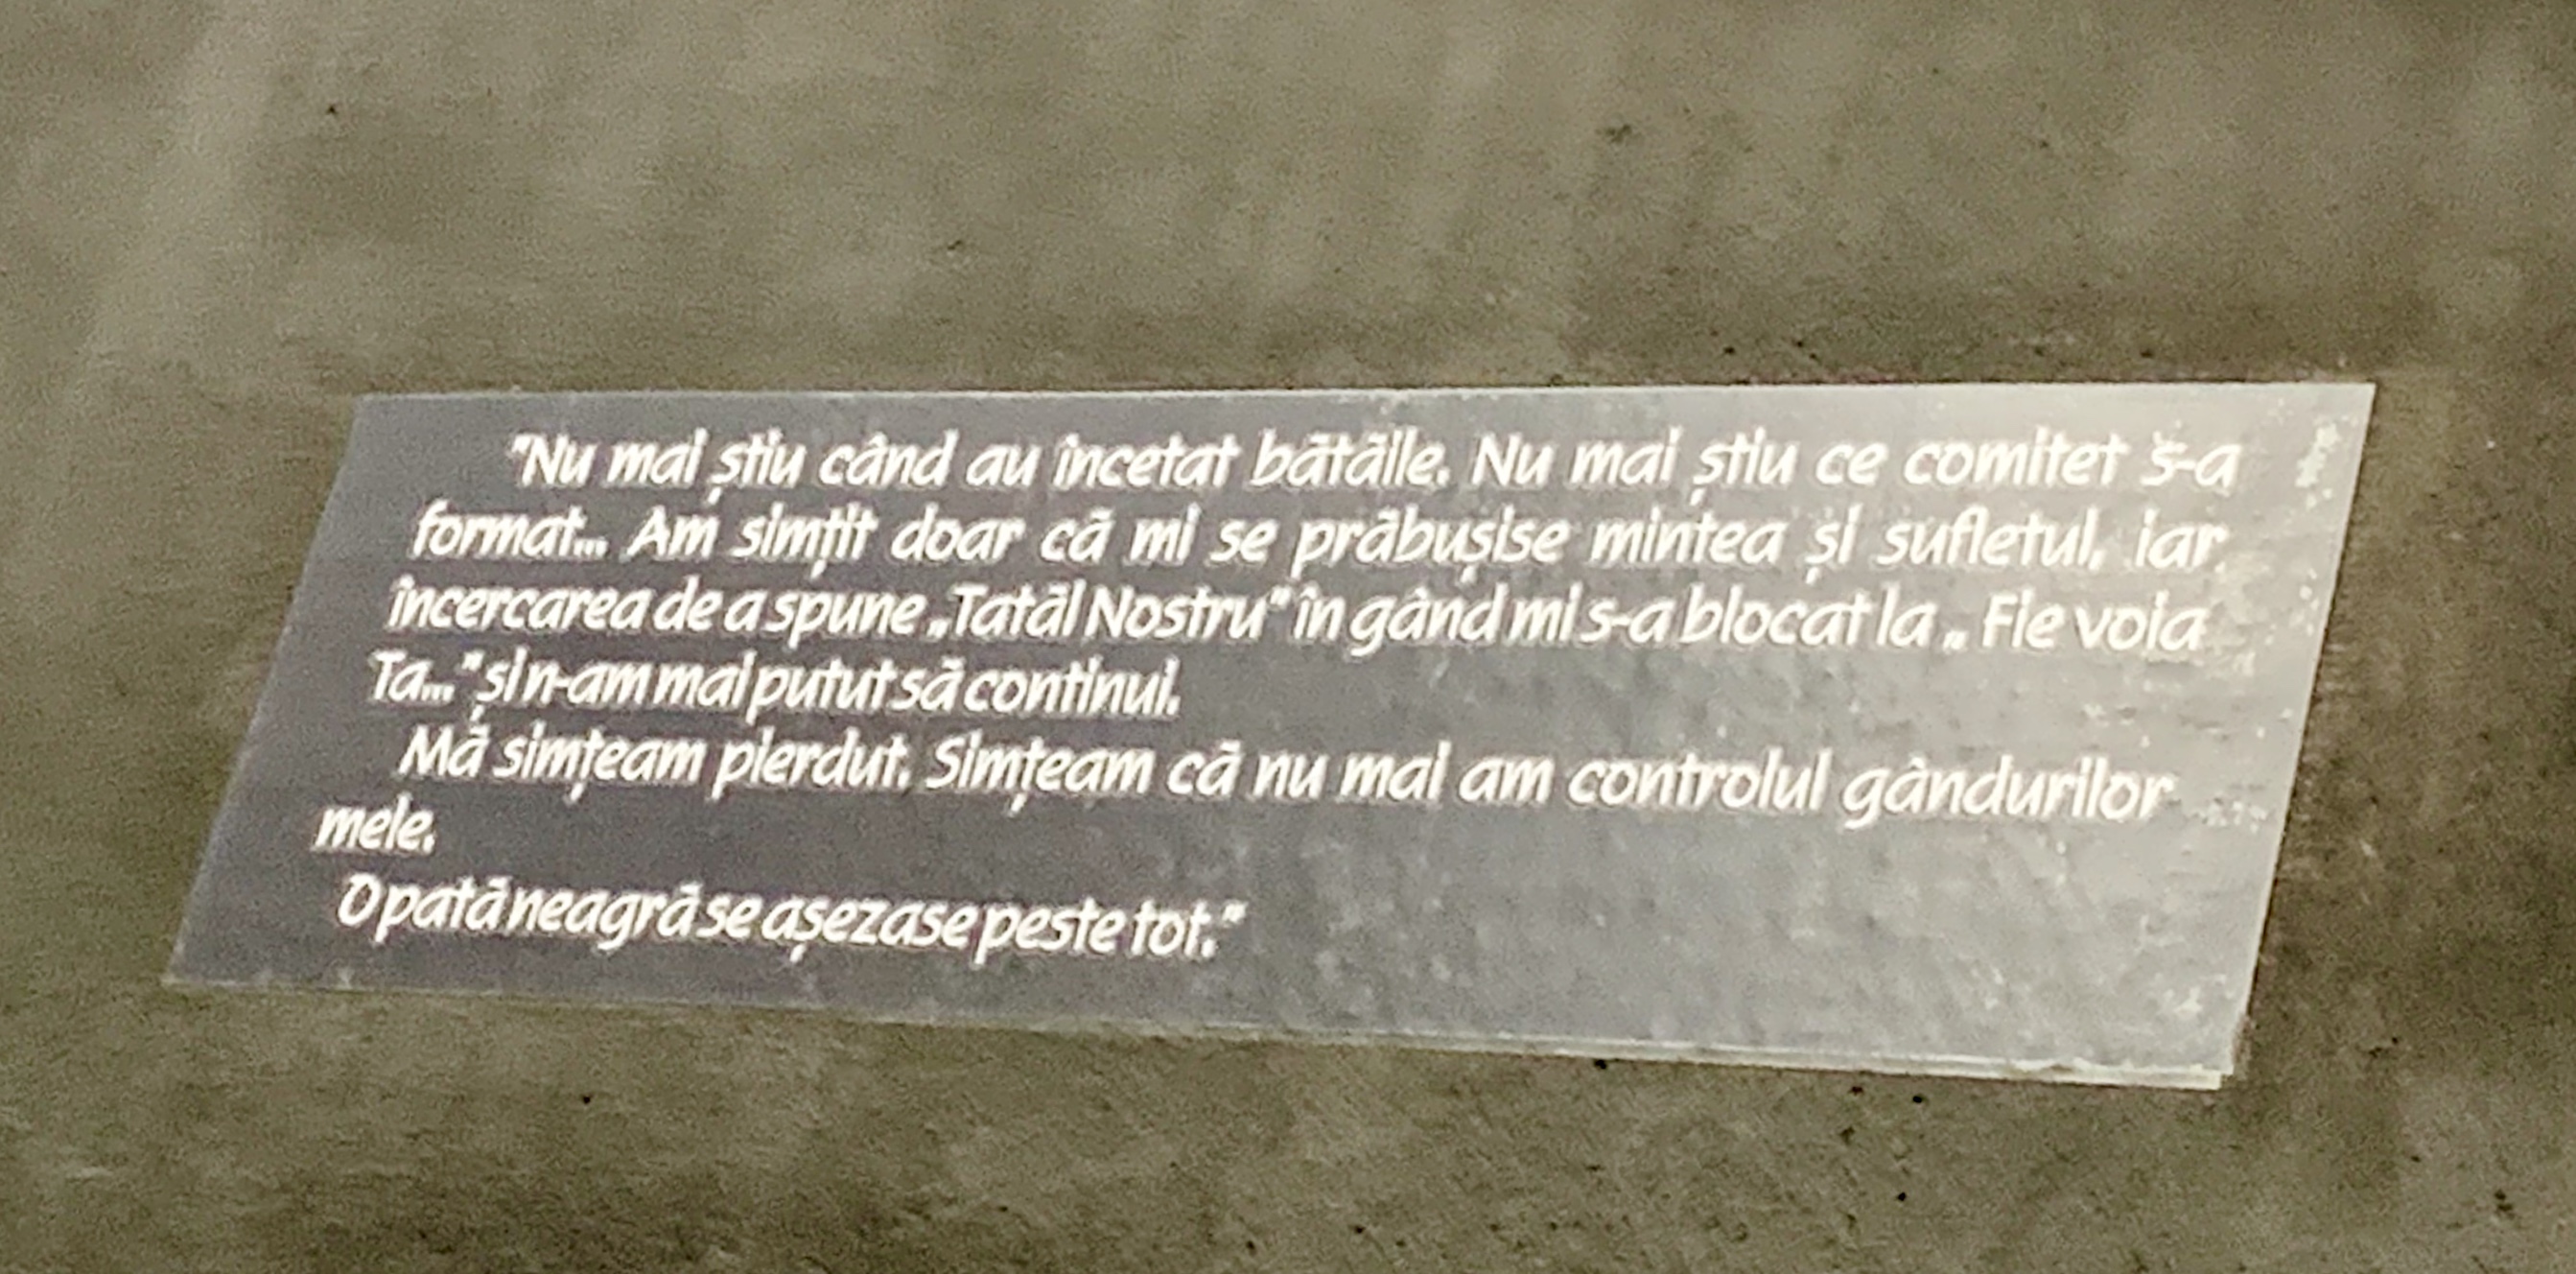 "Nu mai știu când au încetat bătăile. Nu mai știu ce comitet s-a
format... Am simțit doar că mi se prăbușise mintea și sufletul, iar
încercarea de a spune „Tatăl Nostru" în gând mi s-a blocat la „ Fie voia
Ta..." și n-am mai putut să continui.
Mă simțeam pierdut. Simțeam că nu mai am controlul gândurilor
mele.
O pată neagră se așezase peste tot."